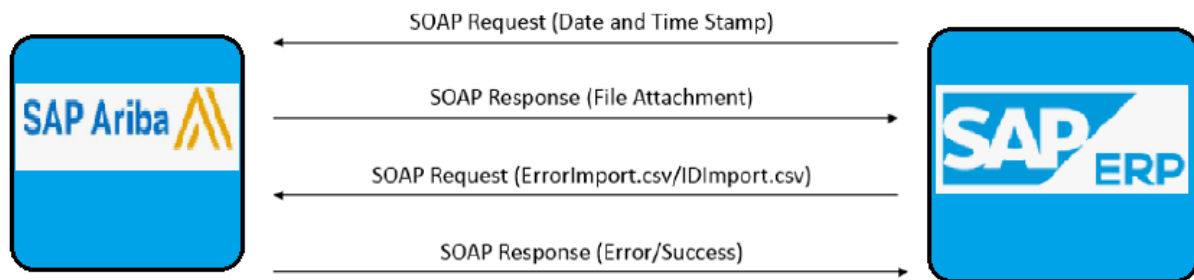 SOAP Request (Date and Time Stamp)
SAP Ariba
SOAP Response (File Attachment)
SAP
ERP
SOAP Request (ErrorImport.csv/IDImport.csv)
SOAP Response (Error/Success)